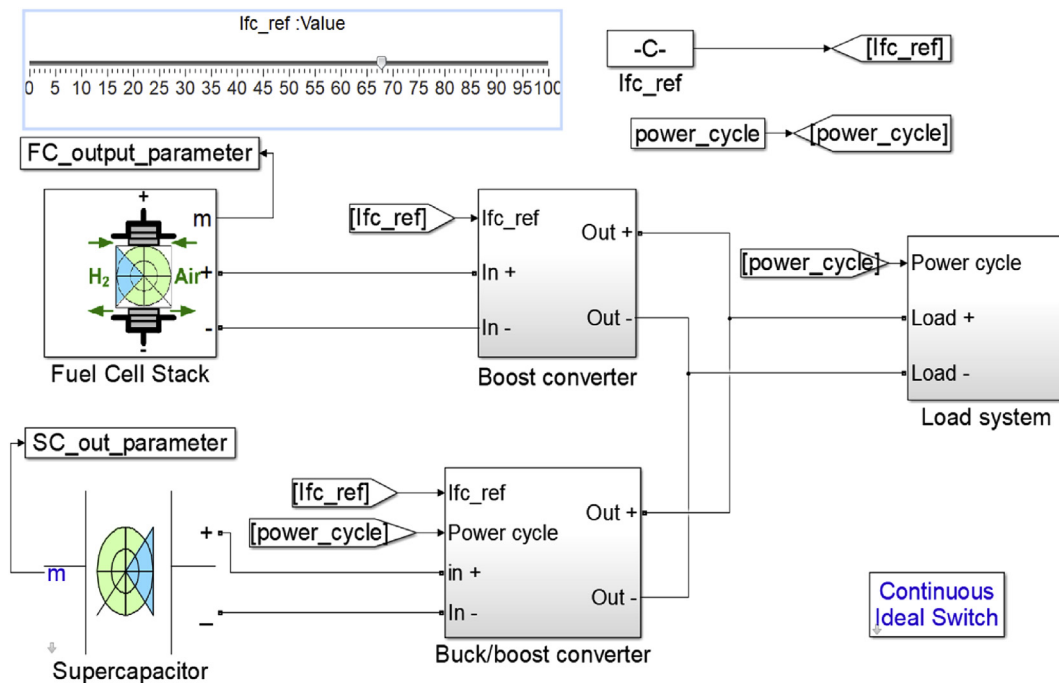 Ifc_ref :Value
0 5 10 15 20 25 30 35 40 45 50 55 60 65 70 75 80 85 90 95 100
-C-
Ifc_ref
[Ifc_ref]
power_cycle
[power_cycle]
FC_output_parameter
+
m
H2
Air
+
-
-
Fuel Cell Stack
[Ifc_ref]
Ifc_ref
Out +
In +
Out -
In -
Boost converter
[power_cycle]
Power cycle
Load +
Load -
Load system
SC_out_parameter
m
+
–
Supercapacitor
[Ifc_ref]
Ifc_ref
[power_cycle]
Power cycle
Out +
in +
Out -
In -
Buck/boost converter
Continuous
Ideal Switch